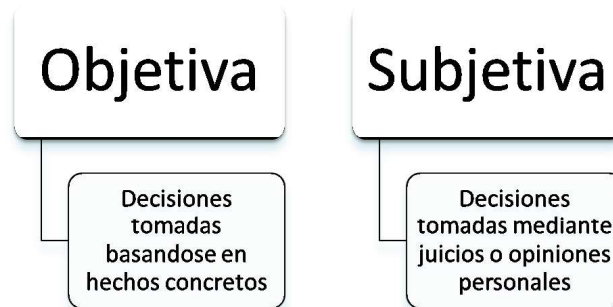 Objetiva
Decisiones
tomadas
basandose en
hechos concretos
Subjetiva
Decisiones
tomadas mediante
juicios o opiniones
personales